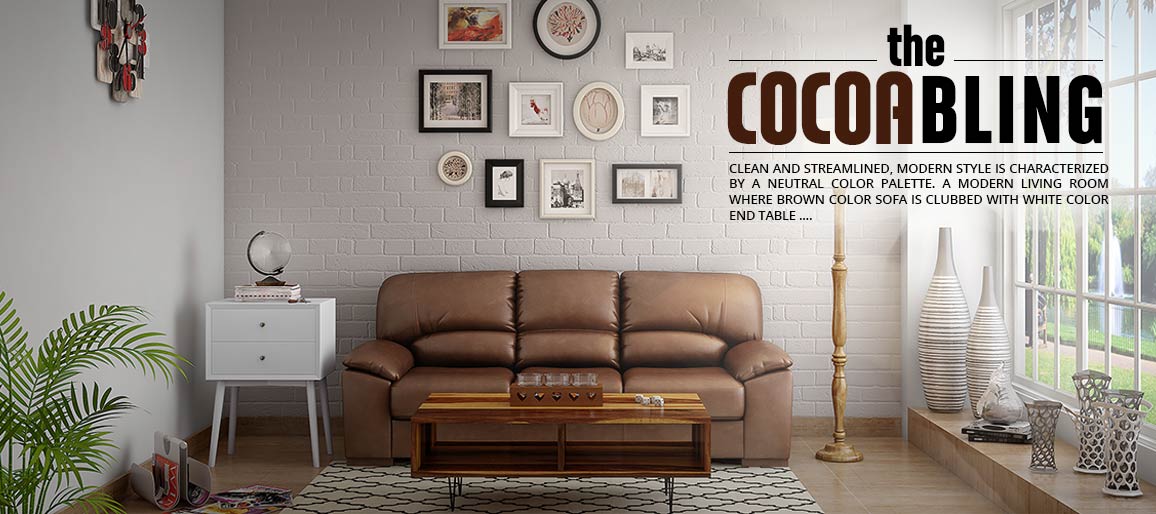 the
COCOABLING
CLEAN AND STREAMLINED, MODERN STYLE IS CHARACTERIZED
BY A NEUTRAL COLOR PALETTE. A MODERN LIVING ROOM
WHERE BROWN COLOR SOFA IS CLUBBED WITH WHITE COLOR
END TABLE ....